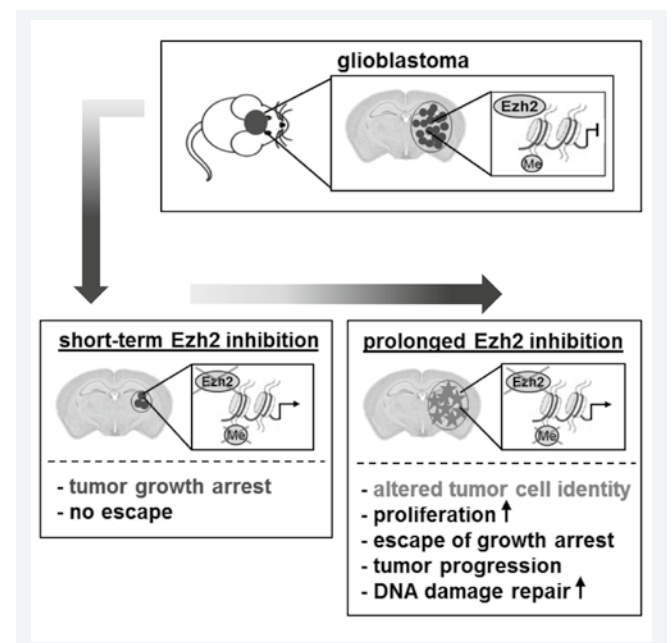 glioblastoma
Ezh2
Me
short-term Ezh2 inhibition
Ezh2
Me
- tumor growth arrest
- no escape
prolonged Ezh2 inhibition
Ezh2
Me
- altered tumor cell identity
- proliferation ↑
- escape of growth arrest
- tumor progression
- DNA damage repair ↑